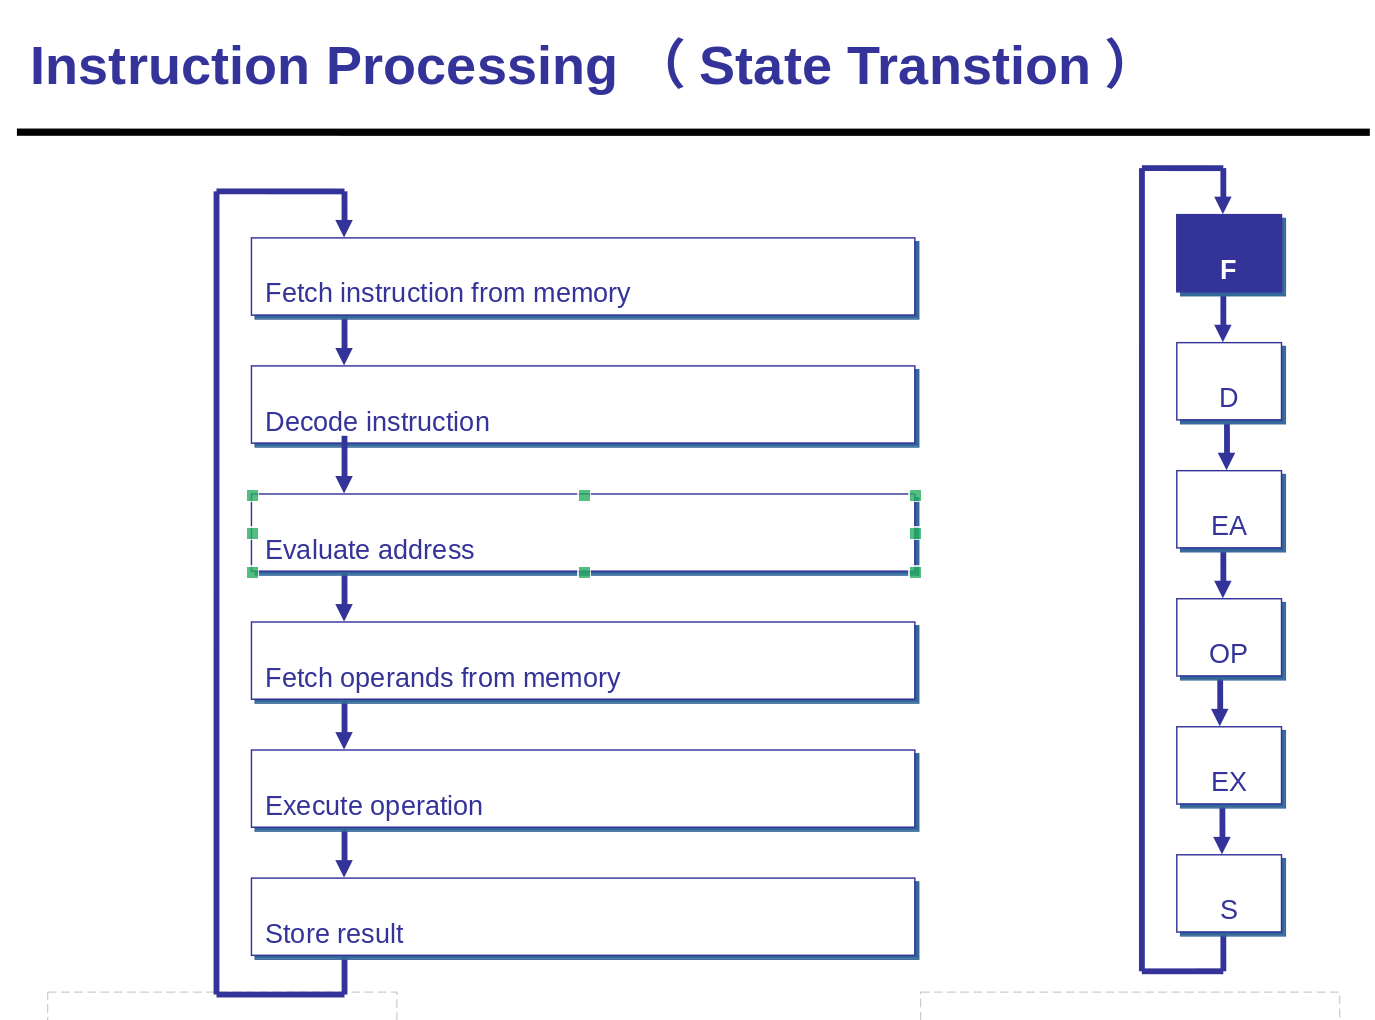 Instruction Processing （State Transtion）
Fetch instruction from memory
Decode instruction
Evaluate address
Fetch operands from memory
Execute operation
Store result
F
D
EA
OP
EX
S